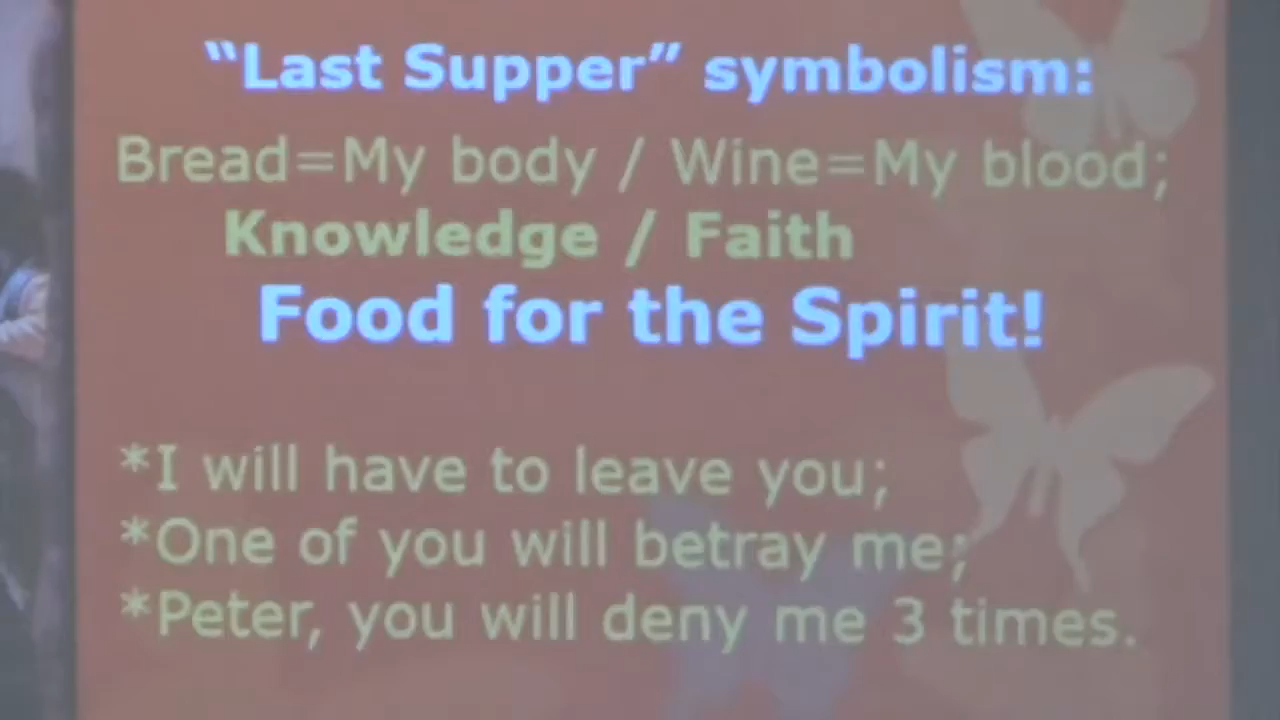 “Last Supper” symbolism:
Bread=My body / Wine=My blood;
Knowledge / Faith
Food for the Spirit!
*I will have to leave you;
*One of you will betray me;
*Peter, you will deny me 3 times.